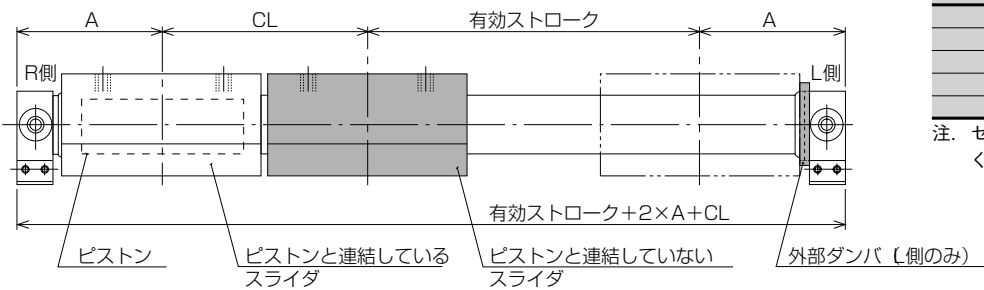 A
CL
有効ストローク
A
R側
L側
注. セ
く
有効ストローク+2×A+CL
ピストン
ピストンと連結している
スライダ
ピストンと連結していない
スライダ
外部ダンパ(L側のみ)